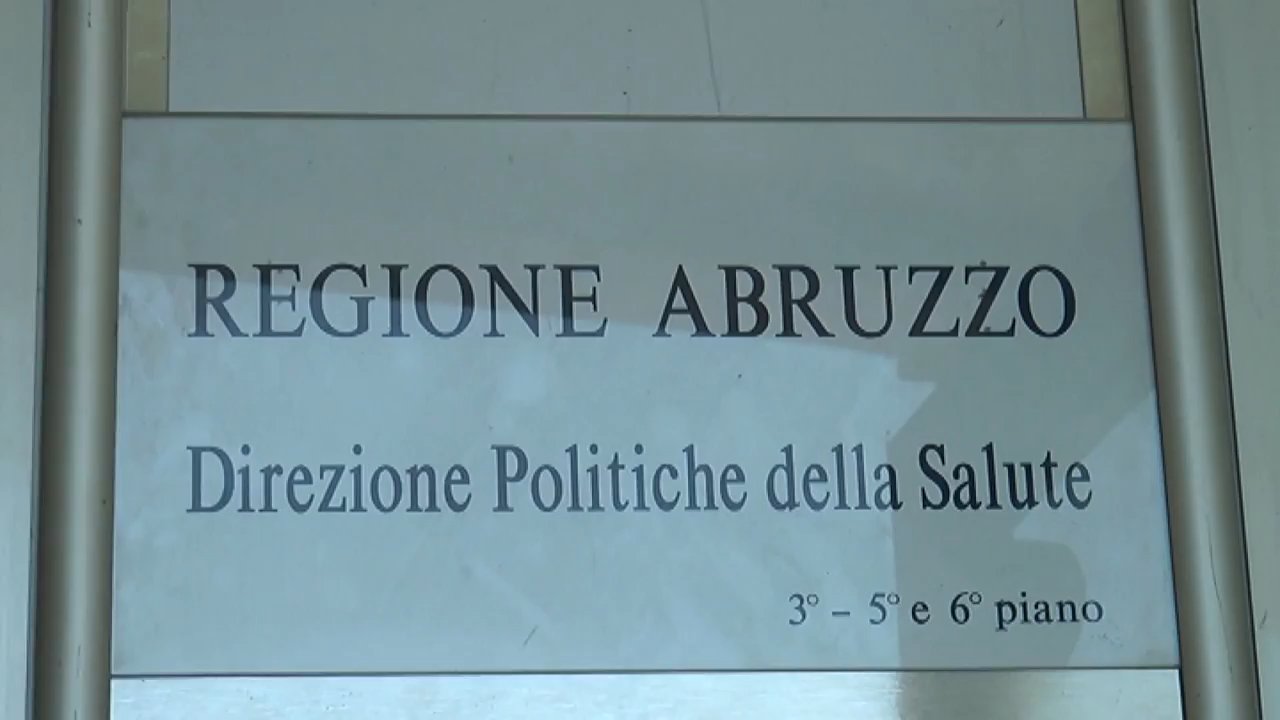 REGIONE ABRUZZO
Direzione Politiche della Salute
3° - 5° e 6° piano